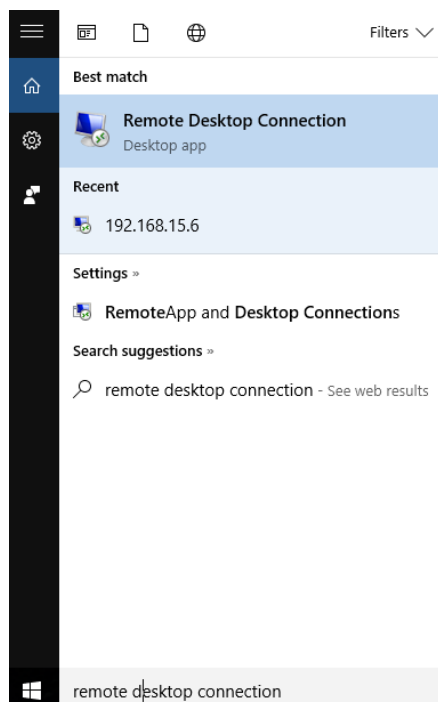 Filters
Best match
Remote Desktop Connection
Desktop app
Recent
192.168.15.6
Settings »
RemoteApp and Desktop Connections
Search suggestions »
remote desktop connection - See web results
remote desktop connection